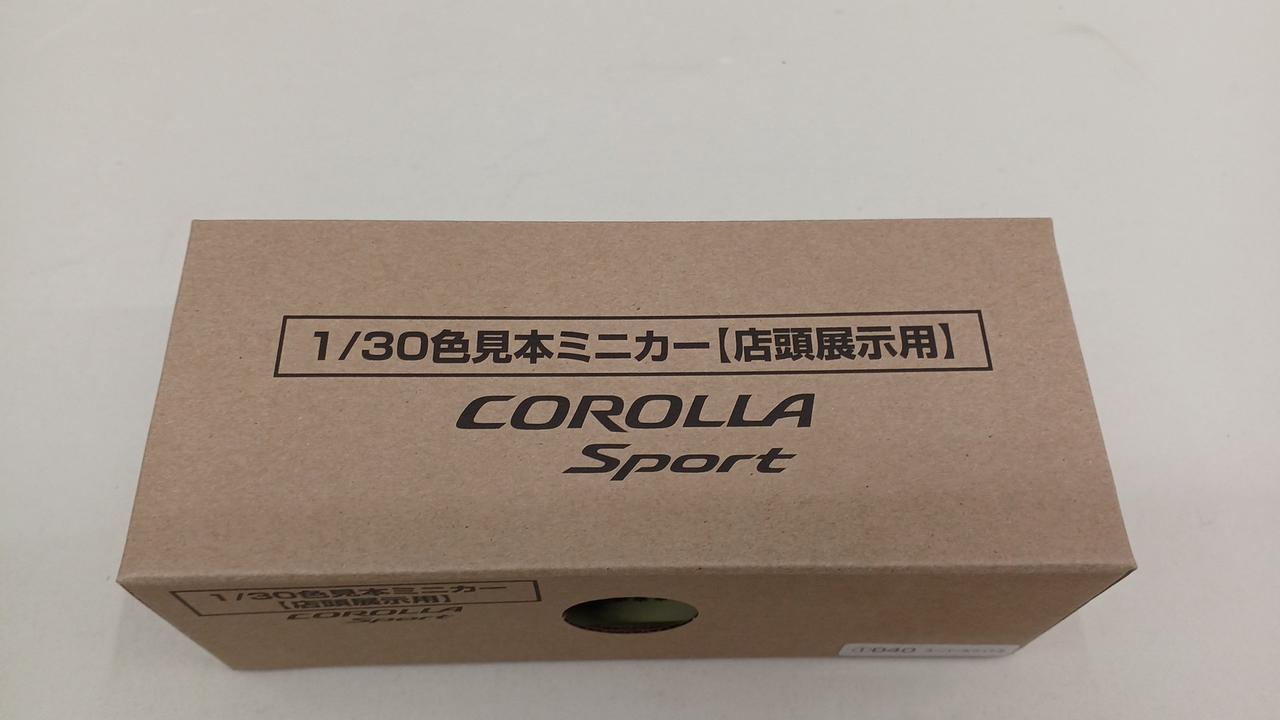 1/30色見本ミニカー【店頭展示用】
COROLLA
Sport
1/30色見本ミニカー
【店頭展示用】
COROLLA
Sport
①040